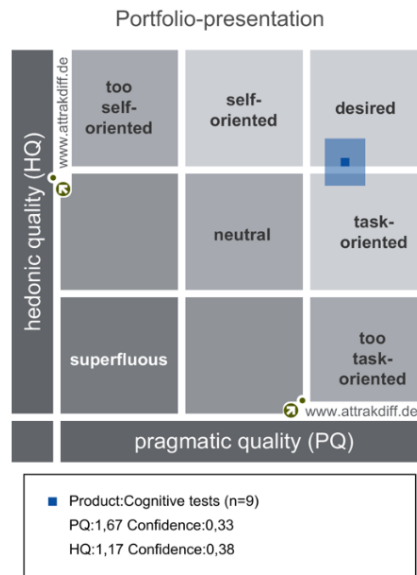 Portfolio-presentation
hedonic quality (HQ)
www.attrakdiff.de
too
self-
oriented
self-
oriented
desired
neutral
task-
oriented
superfluous
too
task-
oriented
www.attrakdiff.de
pragmatic quality (PQ)
Product:Cognitive tests (n=9)
PQ:1,67 Confidence:0,33
HQ:1,17 Confidence:0,38